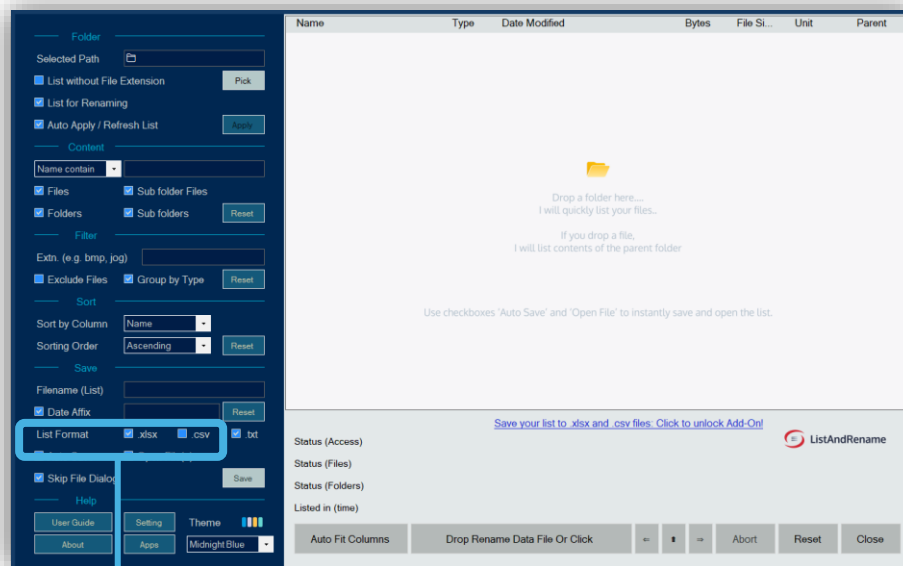 Folder
Selected Path
List without File Extension
Pick
List for Renaming
Auto Apply / Refresh List
Apply
Content
Name contain
Files
Sub folder Files
Folders
Sub folders
Reset
Filter
Extn. (e.g. bmp, jog)
Exclude Files
Group by Type
Reset
Sort
Sort by Column
Name
Sorting Order
Ascending
Reset
Save
Filename (List)
Date Affix
Reset
List Format
.xlsx
.csv
.txt
Skip File Dialog
Save
Help
User Guide
Setting
Theme
About
Apps
Midnight Blue
Name Type Date Modified Bytes File Si... Unit Parent
Drop a folder here....
I will quickly list your files..
If you drop a file,
I will list contents of the parent folder
Use checkboxes 'Auto Save' and 'Open File' to instantly save and open the list.
Save your list to .xlsx and .csv files: Click to unlock Add-On!
ListAndRename
Status (Access)
Status (Files)
Status (Folders)
Listed in (time)
Auto Fit Columns
Drop Rename Data File Or Click
Abort
Reset
Close